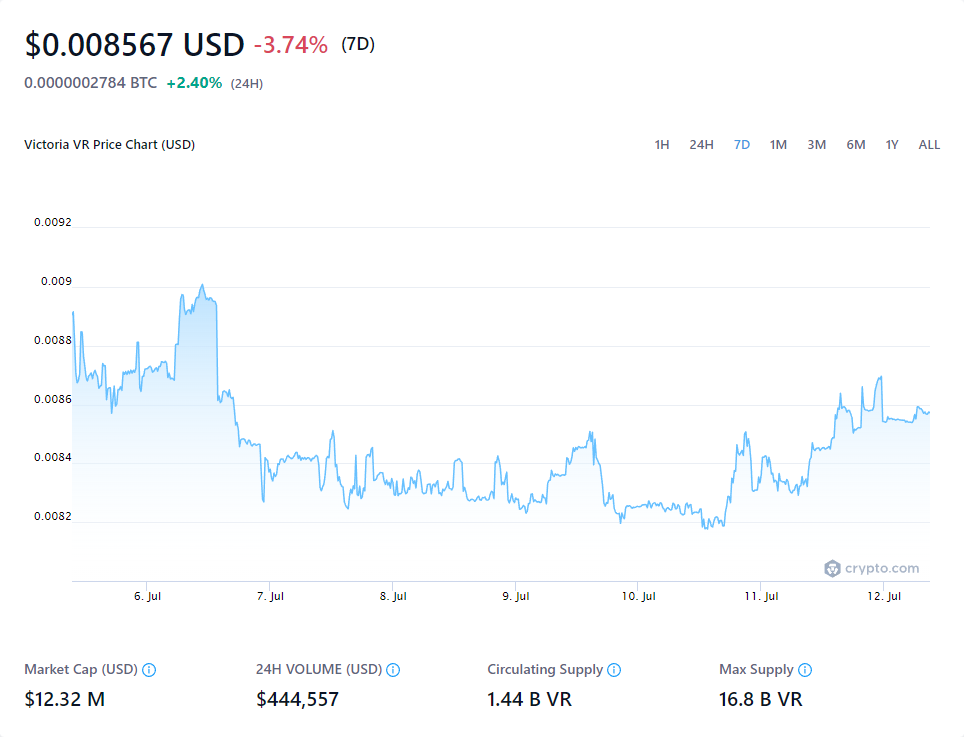 $0.008567 USD -3.74% (7D)
0.0000002784 BTC +2.40% (24H)
Victoria VR Price Chart (USD) 1H 24H 7D 1M 3M 6M 1Y ALL
0.0092
0.009
0.0088
0.0086
0.0084
0.0082
crypto.com
6. Jul 7. Jul 8. Jul 9. Jul 10. Jul 11. Jul 12. Jul
Market Cap (USD) 24H VOLUME (USD) Circulating Supply Max Supply
$12.32 M $444,557 1.44 B VR 16.8 B VR